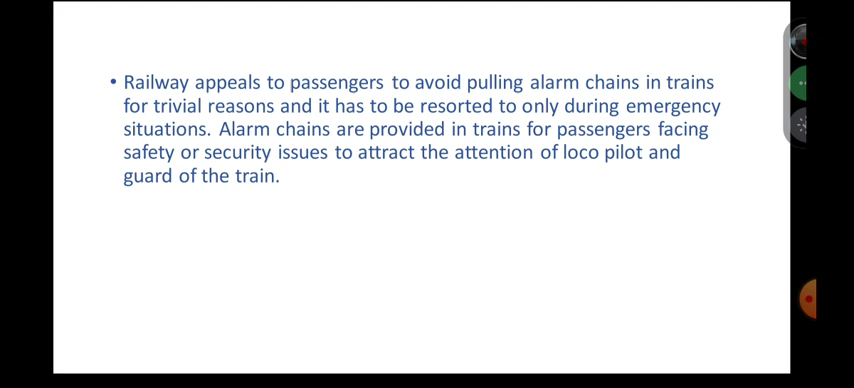 • Railway appeals to passengers to avoid pulling alarm chains in trains
for trivial reasons and it has to be resorted to only during emergency
situations. Alarm chains are provided in trains for passengers facing
safety or security issues to attract the attention of loco pilot and
guard of the train.